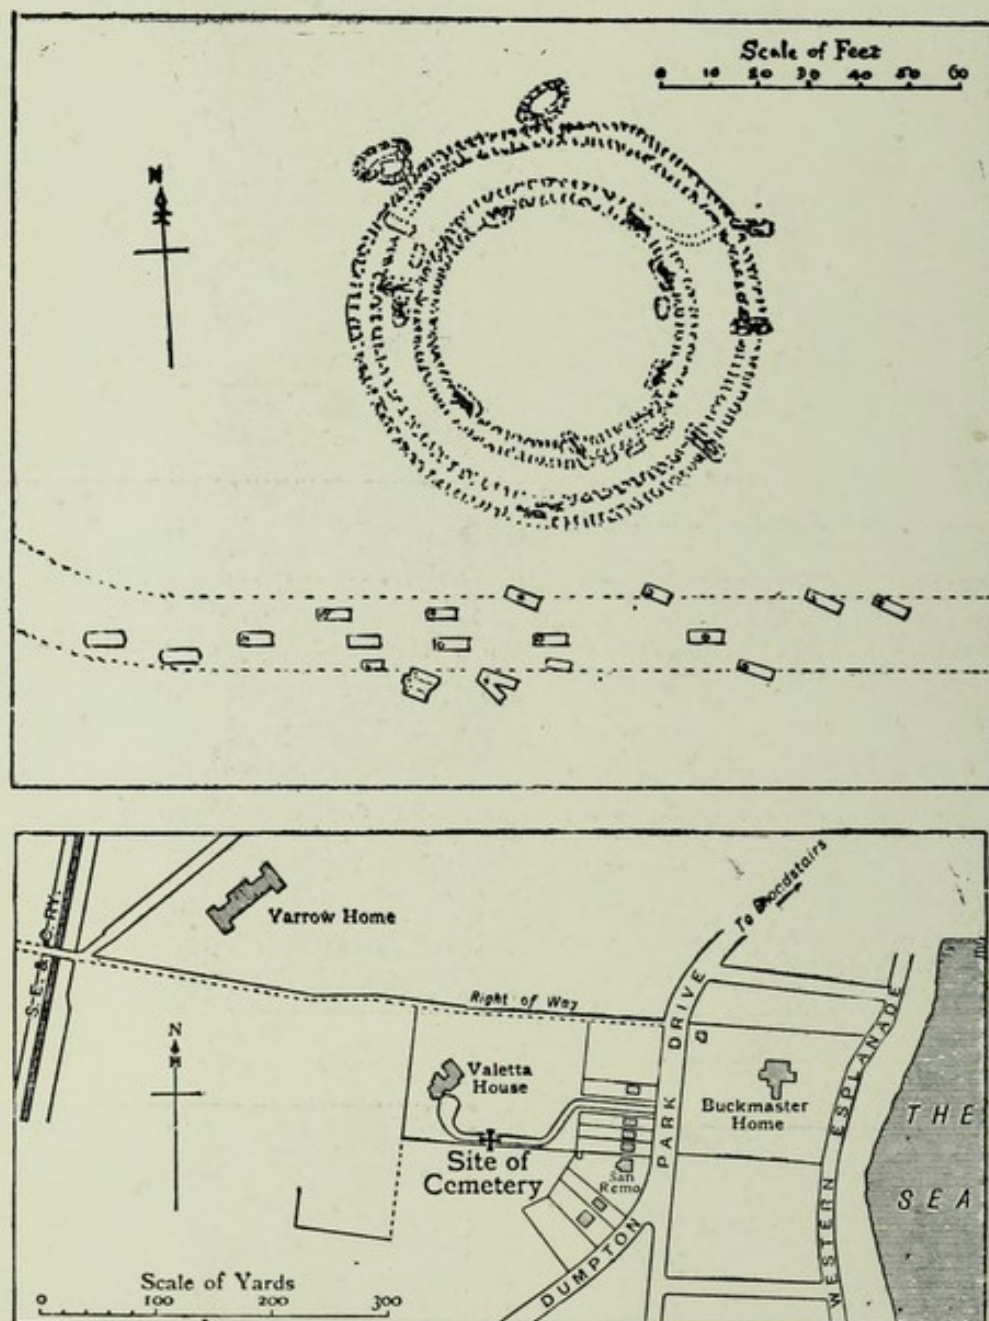 Scale of Feet
0 10 20 30 40 50 60
N
S. E. & C. RY.
Yarrow Home
To Broadstairs
Right of Way
N
Valetta
House
PARK DRIVE
Buckmaster
Home
WESTERN ESPLANADE
THE
SEA
Site of
Cemetery
San
Remo
DUMPTON
Scale of Yards
0 100 200 300